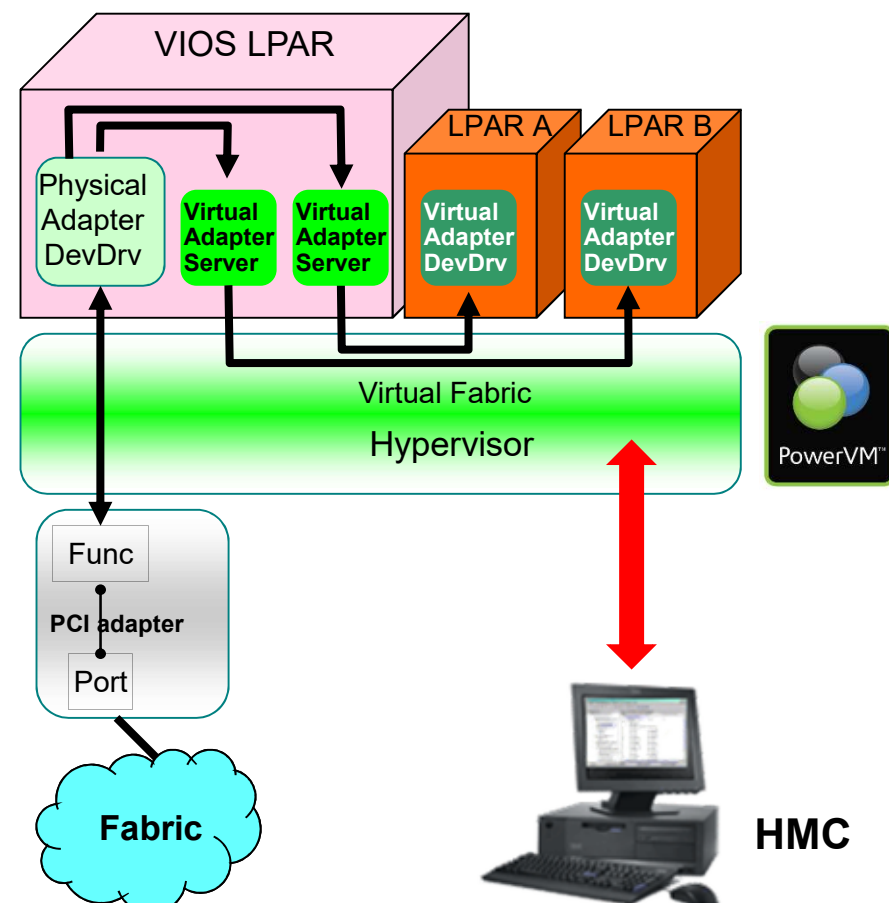 VIOS LPAR
LPAR A
LPAR B
Physical
Adapter
DevDrv
Virtual
Adapter
Server
Virtual
Adapter
Server
Virtual
Adapter
DevDrv
Virtual
Adapter
DevDrv
Virtual Fabric
Hypervisor
PowerVM™
Func
PCI adapter
Port
Fabric
HMC